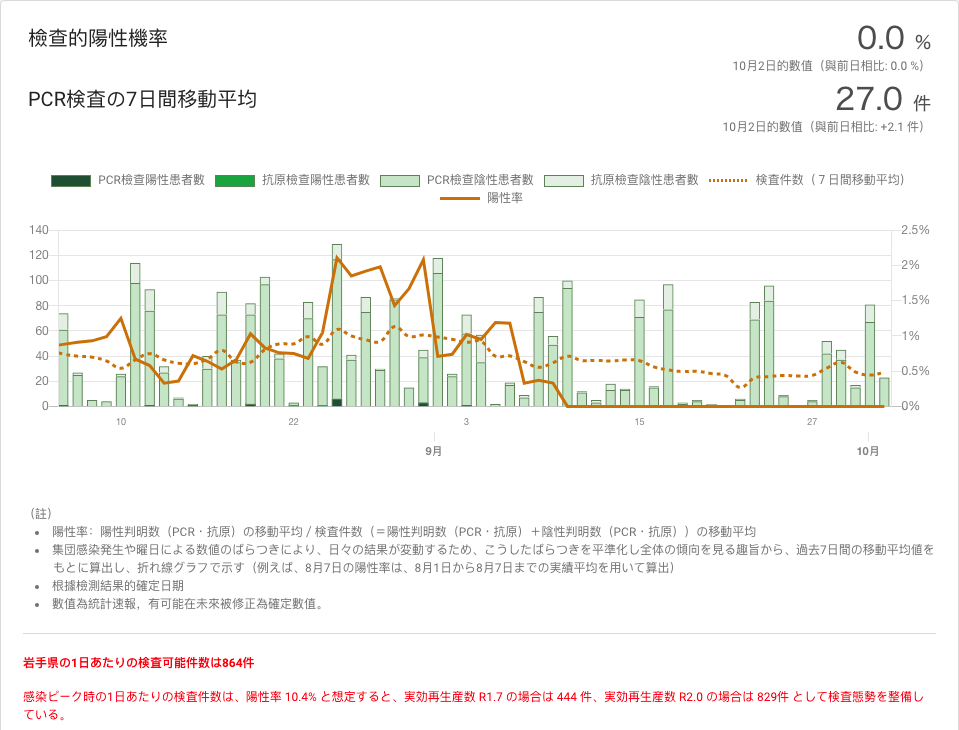 檢查的陽性機率
0.0 %
10月2日的數值（與前日相比: 0.0 %）
PCR検査の7日間移動平均
27.0 件
10月2日的數值（與前日相比: +2.1 件）
PCR檢查陽性患者數 抗原檢查陽性患者數 PCR檢查陰性患者數 抗原檢查陰性患者數 檢查件数（７日間移動平均）
陽性率
140 2.5%
120 2%
100 1.5%
80
60 1%
40 0.5%
20
0 0%
10 22 3 15 27
9月 10月
（註）
陽性率：陽性判明数（PCR・抗原）の移動平均 / 検査件数（＝陽性判明数（PCR・抗原）＋陰性判明数（PCR・抗原））の移動平均
集団感染発生や曜日による数値のばらつきにより、日々の結果が変動するため、こうしたばらつきを平準化し全体の傾向を見る趣旨から、過去7日間の移動平均値を
もとに算出し、折れ線グラフで示す（例えば、8月7日の陽性率は、8月1日から8月7日までの実績平均を用いて算出）
根據檢測結果的確定日期
數值為統計速報，有可能在未來被修正為確定數值。
岩手県の1日あたりの検査可能件数は864件
感染ピーク時の1日あたりの検査件数は、陽性率 10.4% と想定すると、実効再生産数 R1.7 の場合は 444 件、実効再生産数 R2.0 の場合は 829件 として検査態勢を整備し
ている。